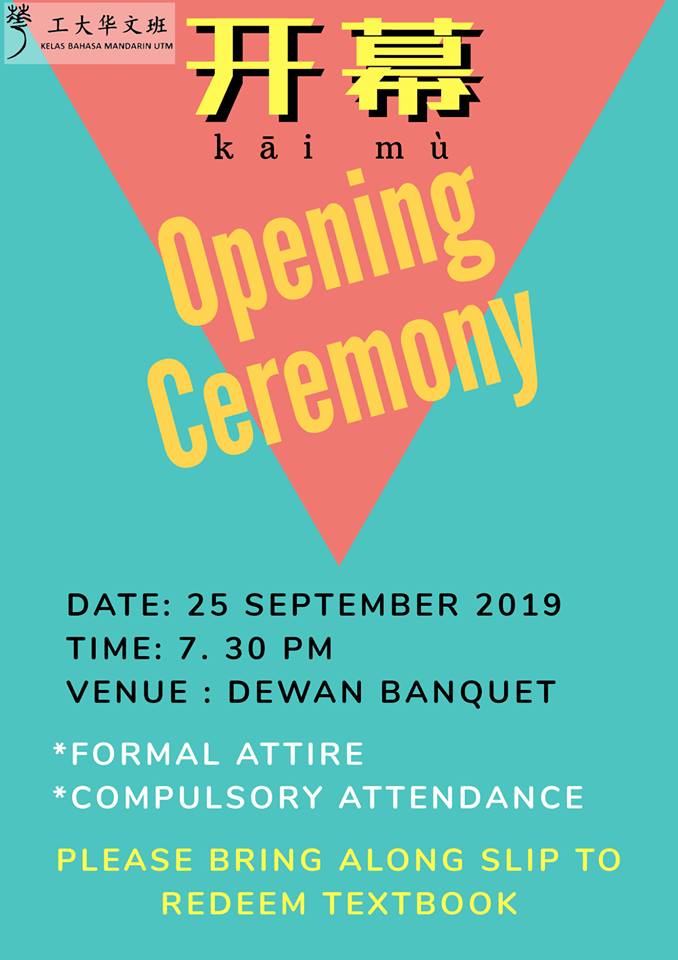 工大华文班
KELAS BAHASA MANDARIN UTM
开幕
kāi mù
Opening
Ceremony
DATE: 25 SEPTEMBER 2019
TIME: 7. 30 PM
VENUE : DEWAN BANQUET
*FORMAL ATTIRE
*COMPULSORY ATTENDANCE
PLEASE BRING ALONG SLIP TO
REDEEM TEXTBOOK